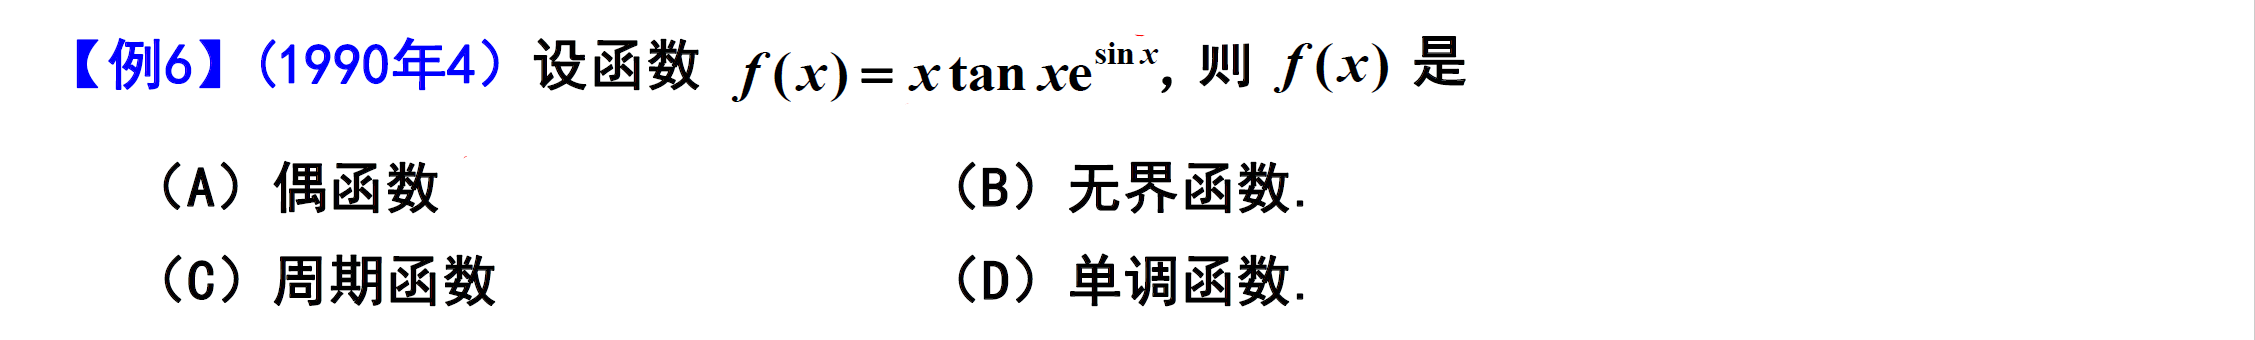 【例6】(1990年4) 设函数 f(x) = x tan xe^{sin x}, 则 f(x) 是
(A) 偶函数 (B) 无界函数.
(C) 周期函数 (D) 单调函数.